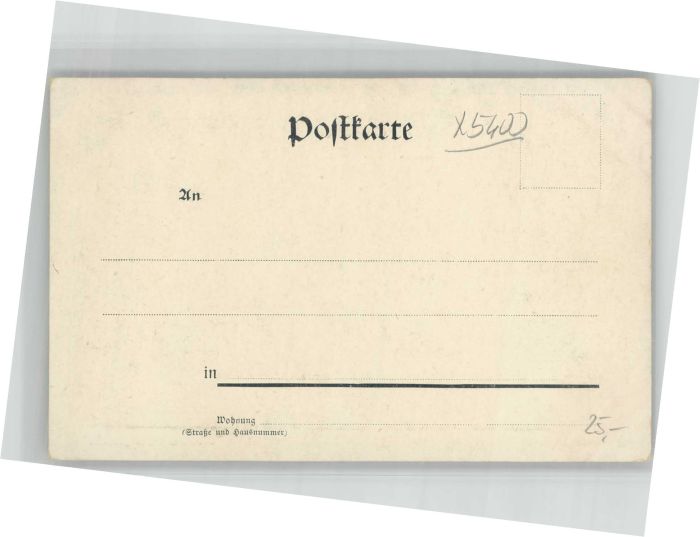 Postkarte X5400
An
in
Wohnung
(Straße und Hausnummer)
25,-